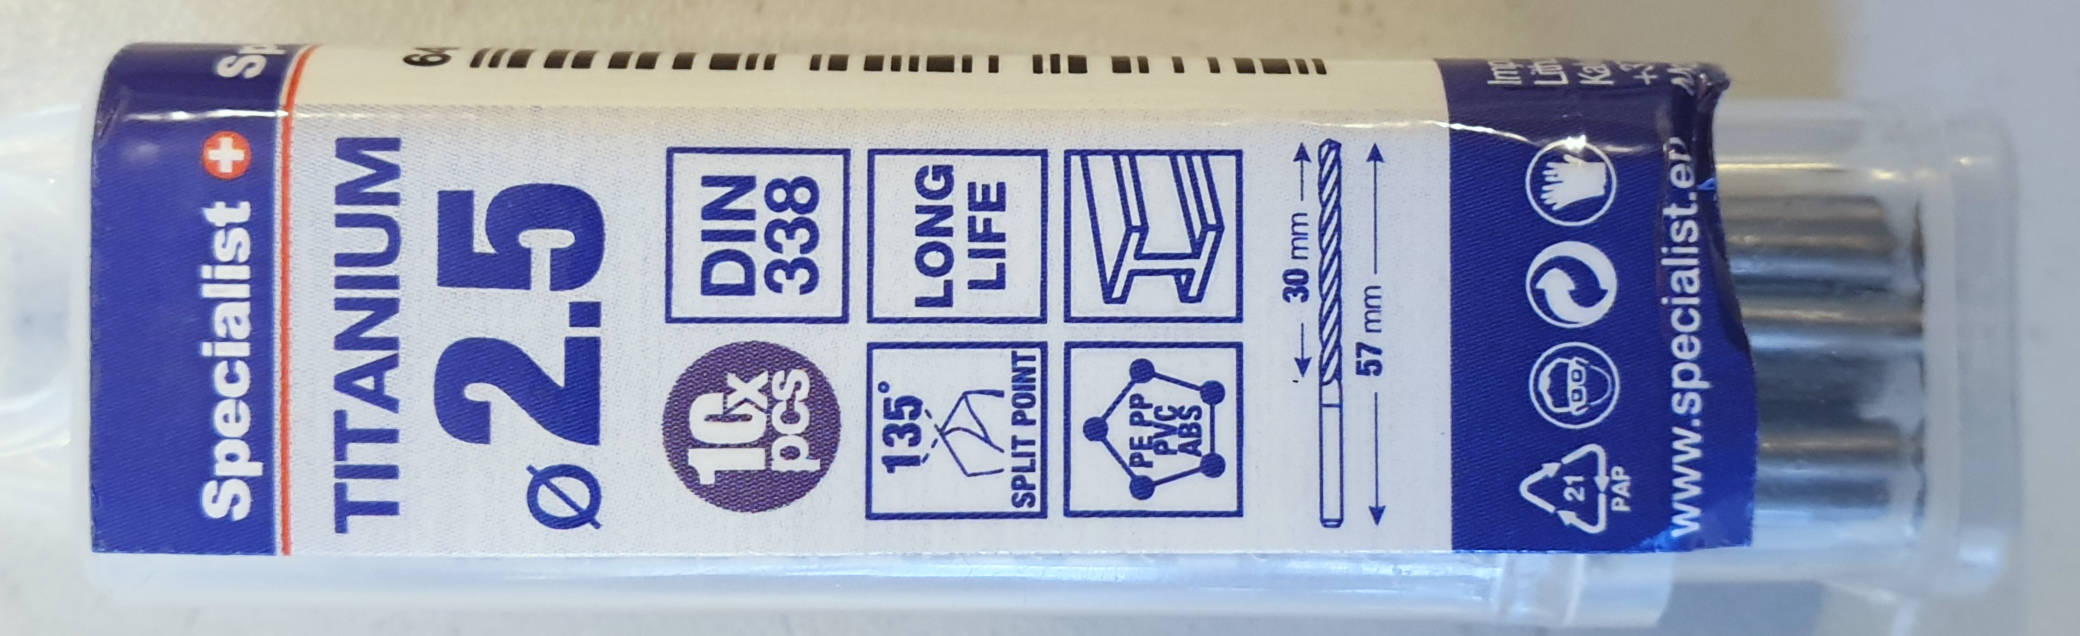 Specialist
TITANIUM
ø 2.5
10x
pcs
DIN
338
135°
SPLIT POINT
LONG
LIFE
PE PP
PVC
ABS
30 mm
57 mm
21
PAP
www.specialist.e
64